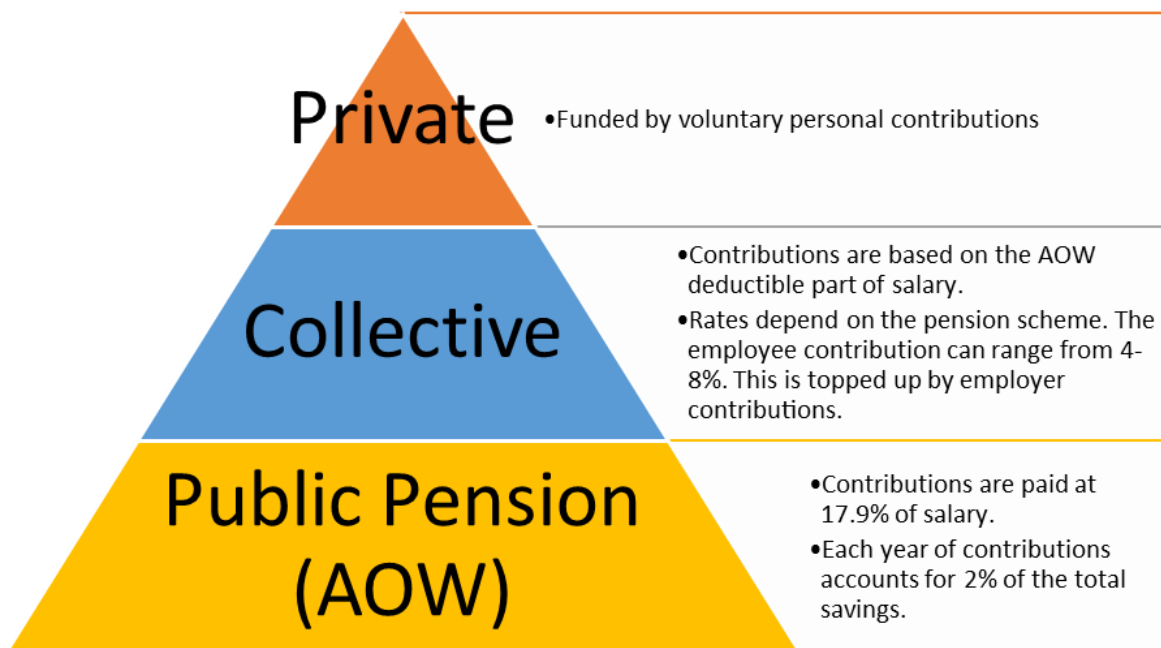 Private
•Funded by voluntary personal contributions
Collective
•Contributions are based on the AOW
deductible part of salary.
•Rates depend on the pension scheme. The
employee contribution can range from 4-
8%. This is topped up by employer
contributions.
Public Pension
(AOW)
•Contributions are paid at
17.9% of salary.
•Each year of contributions
accounts for 2% of the total
savings.